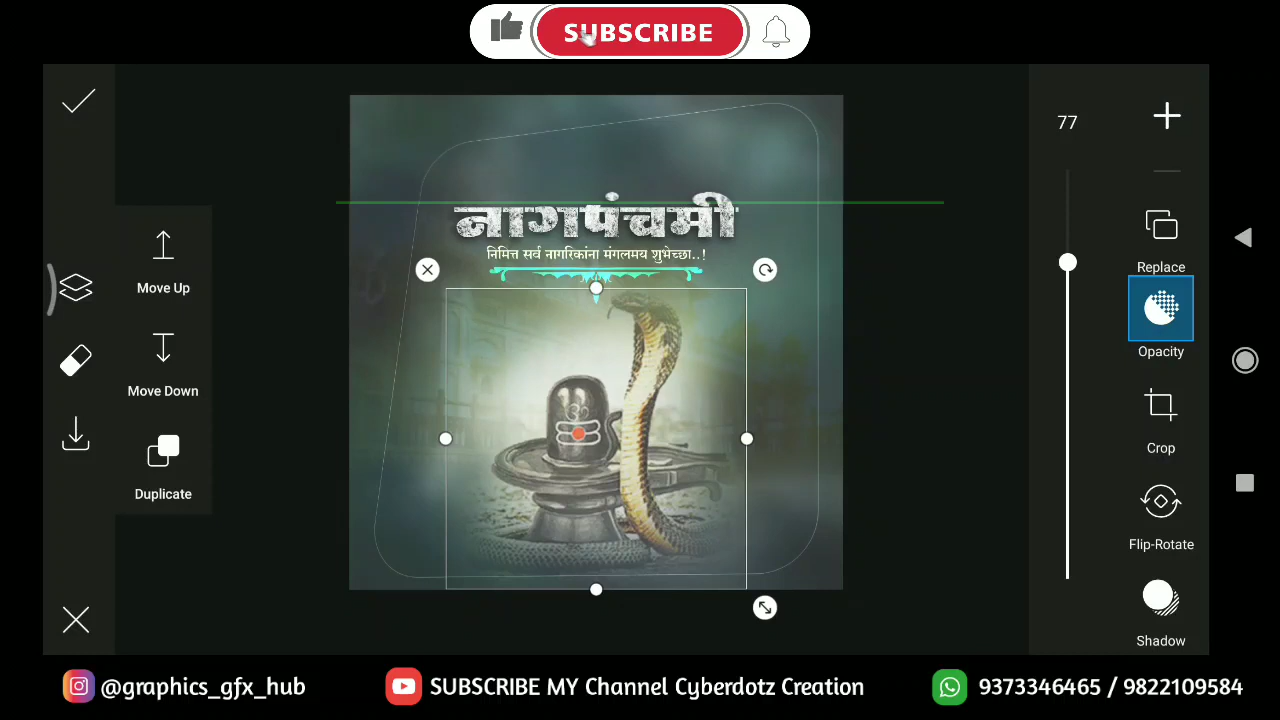 SUBSCRIBE
77
नागपंचमी
निमित्त सर्व नागरिकांना मंगलमय शुभेच्छा..!
Move Up
Move Down
Duplicate
Replace
Opacity
Crop
Flip-Rotate
Shadow
@graphics_gfx_hub
SUBSCRIBE MY Channel Cyberdotz Creation
9373346465 / 9822109584